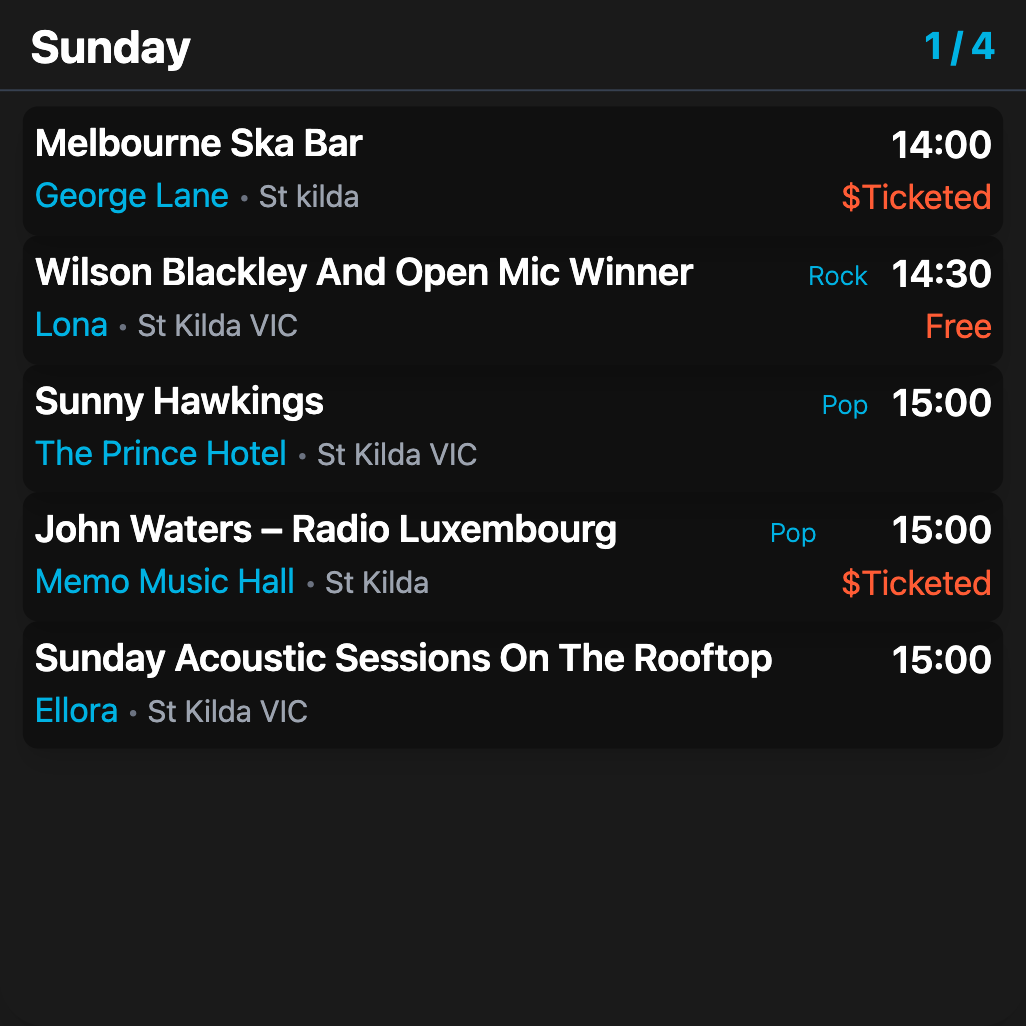 Sunday 1 / 4
Melbourne Ska Bar 14:00
George Lane • St kilda $Ticketed
Wilson Blackley And Open Mic Winner Rock 14:30
Lona • St Kilda VIC Free
Sunny Hawkings Pop 15:00
The Prince Hotel • St Kilda VIC
John Waters – Radio Luxembourg Pop 15:00
Memo Music Hall • St Kilda $Ticketed
Sunday Acoustic Sessions On The Rooftop 15:00
Ellora • St Kilda VIC